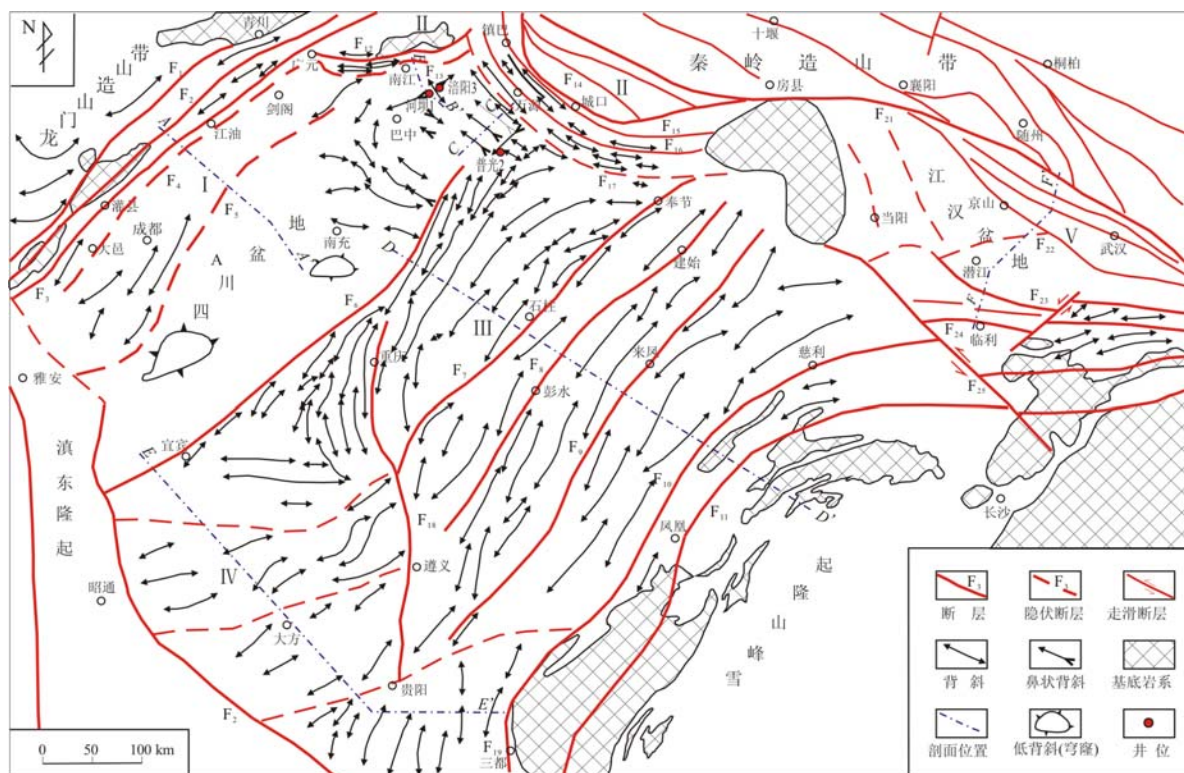 N
青川
龙门山造山带
秦岭造山带
十堰
桐柏
襄阳
房县
随州
镇巴
城口
广元
南江
涪阳3
河坝1
万源
剑阁
江油
巴中
普光2
灌县
大邑
成都
南充
四川盆地
A
A
A'
B
B'
C
C'
D
D'
E
E'
F
F'
I
II
II
III
IV
V
F1
F2
F3
F4
F5
F6
F7
F8
F9
F10
F11
F12
F13
F14
F15
F16
F17
F18
F19
F21
F22
F23
F24
F25
F2
奉节
建始
石柱
来凤
彭水
重庆
慈利
当阳
江汉盆地
京山
潜江
武汉
临利
长沙
雅安
宜宾
滇东隆起
昭通
大方
遵义
贵阳
三都
凤凰
雪峰山隆起
0 50 100 km
F1
F2
断层
隐伏断层
走滑断层
背斜
鼻状背斜
基底岩系
剖面位置
低背斜(穹窿)
井位